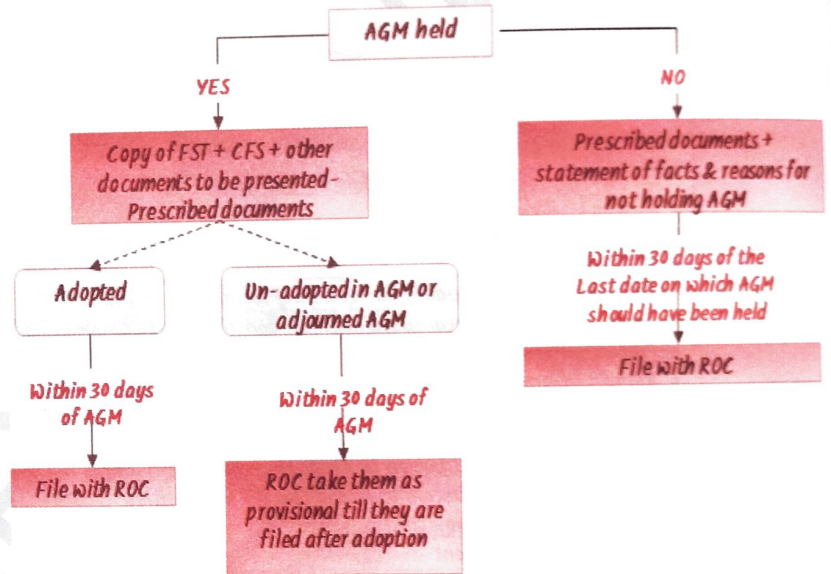 AGM held
YES
NO
Copy of FST + CFS + other
documents to be presented-
Prescribed documents
Prescribed documents +
statement of facts & reasons for
not holding AGM
Adopted
Un-adopted in AGM or
adjourned AGM
Within 30 days of the
Last date on which AGM
should have been held
File with ROC
Within 30 days
of AGM
Within 30 days of
AGM
File with ROC
ROC take them as
provisional till they are
filed after adoption